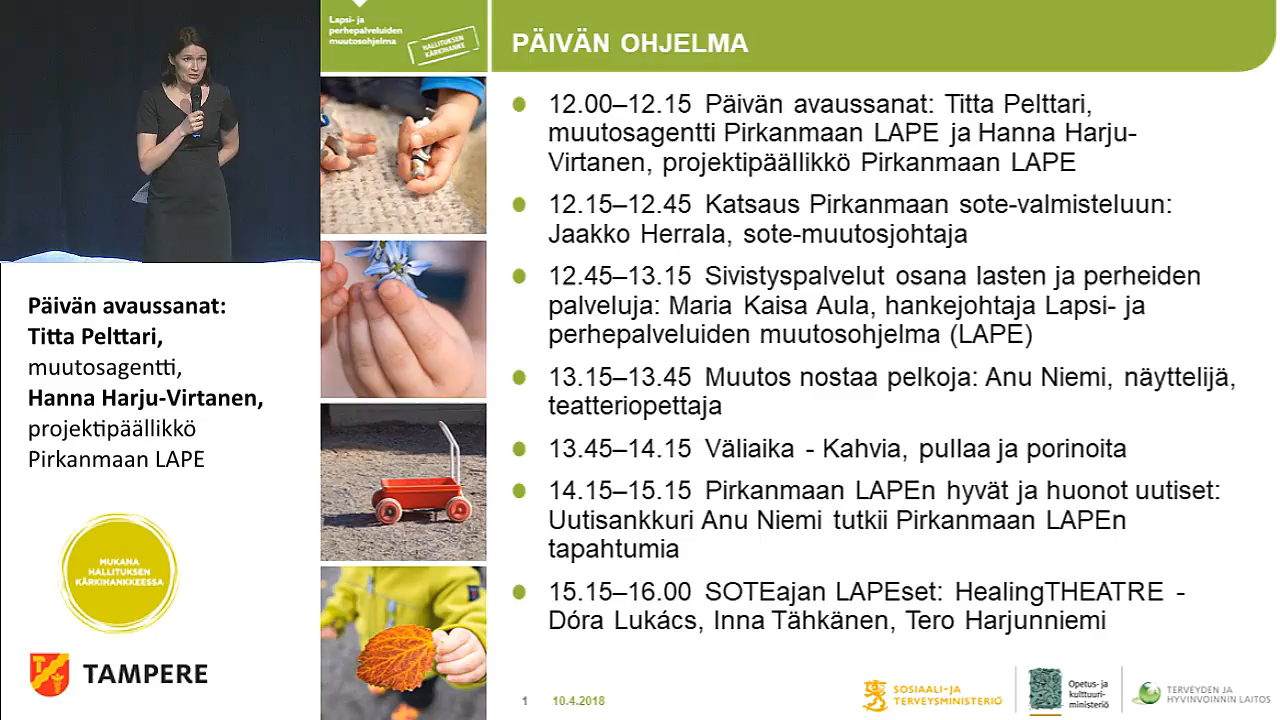 Lapsi- ja
perhepalveluiden
muutosohjelma
HALLITUKSEN
KÄRKIHANKE
PÄIVÄN OHJELMA
12.00–12.15 Päivän avaussanat: Titta Pelttari,
muutosagentti Pirkanmaan LAPE ja Hanna Harju-
Virtanen, projektipäällikkö Pirkanmaan LAPE
12.15–12.45 Katsaus Pirkanmaan sote-valmisteluun:
Jaakko Herrala, sote-muutosjohtaja
12.45–13.15 Sivistyspalvelut osana lasten ja perheiden
palveluja: Maria Kaisa Aula, hankejohtaja Lapsi- ja
perhepalveluiden muutosohjelma (LAPE)
13.15–13.45 Muutos nostaa pelkoja: Anu Niemi, näyttelijä,
teatteriopettaja
13.45–14.15 Väliaika - Kahvia, pullaa ja porinoita
14.15–15.15 Pirkanmaan LAPEn hyvät ja huonot uutiset:
Uutisankkuri Anu Niemi tutkii Pirkanmaan LAPEn
tapahtumia
15.15–16.00 SOTEajan LAPEset: HealingTHEATRE -
Dóra Lukács, Inna Tähkänen, Tero Harjunniemi
Päivän avaussanat:
Titta Pelttari,
muutosagentti,
Hanna Harju-Virtanen,
projektipäällikkö
Pirkanmaan LAPE
MUKANA
HALLITUKSEN
KÄRKIHANKKEESSA
TAMPERE
1 10.4.2018
SOSIAALI- JA
TERVEYSMINISTERIÖ
Opetus- ja
kulttuuri-
ministeriö
TERVEYDEN JA
HYVINVOINNIN LAITOS